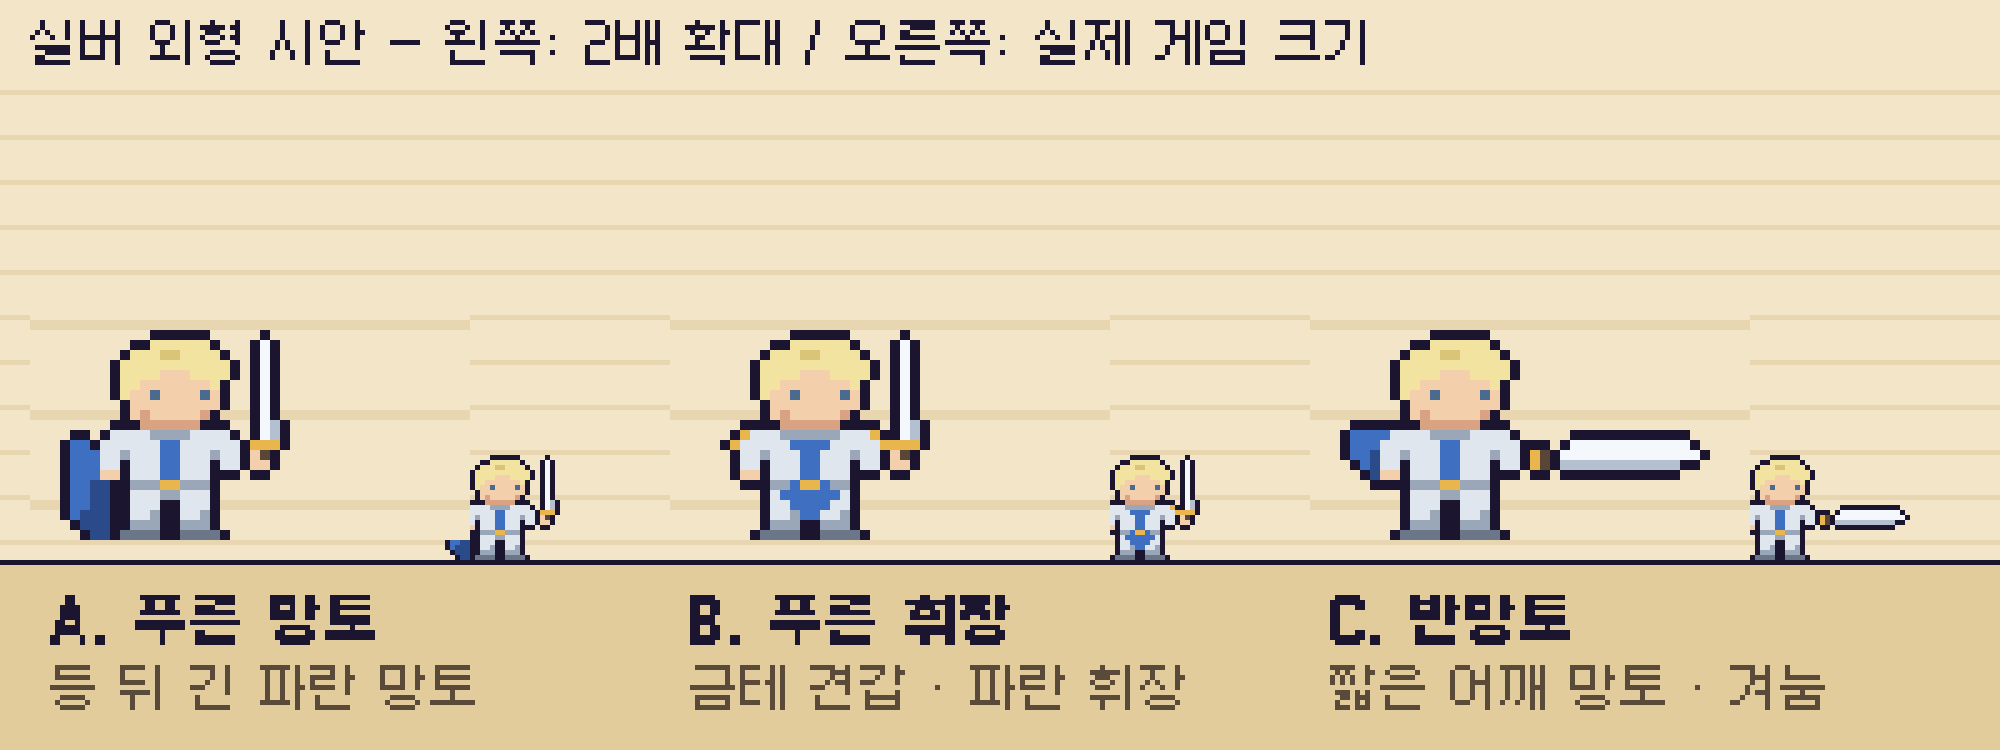 실버 외형 시안 - 왼쪽: 2배 확대 / 오른쪽: 실제 게임 크기
A. 푸른 망토
등 뒤 긴 파란 망토
B. 푸른 휘장
금테 견갑 · 파란 휘장
C. 반망토
짧은 어깨 망토 · 겨눔